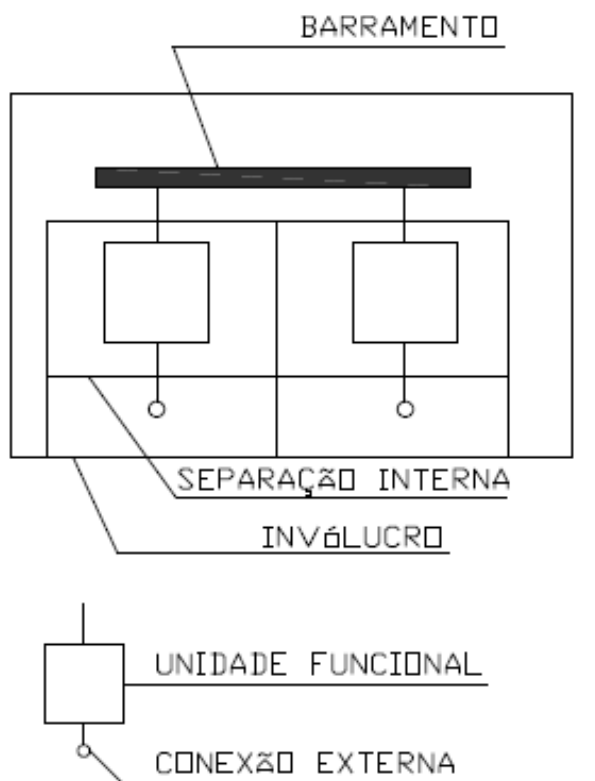 BARRAMENTO
SEPARAÇÃO INTERNA
INVóLUCRO
UNIDADE FUNCIONAL
CONEXÃO EXTERNA